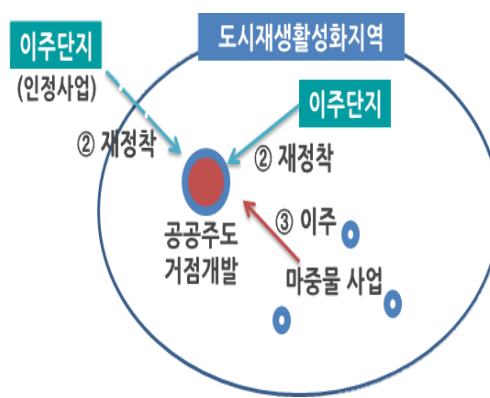 도시재생활성화지역
이주단지
(인정사업)
이주단지
② 재정착
② 재정착
③ 이주
공공주도
거점개발
마중물 사업